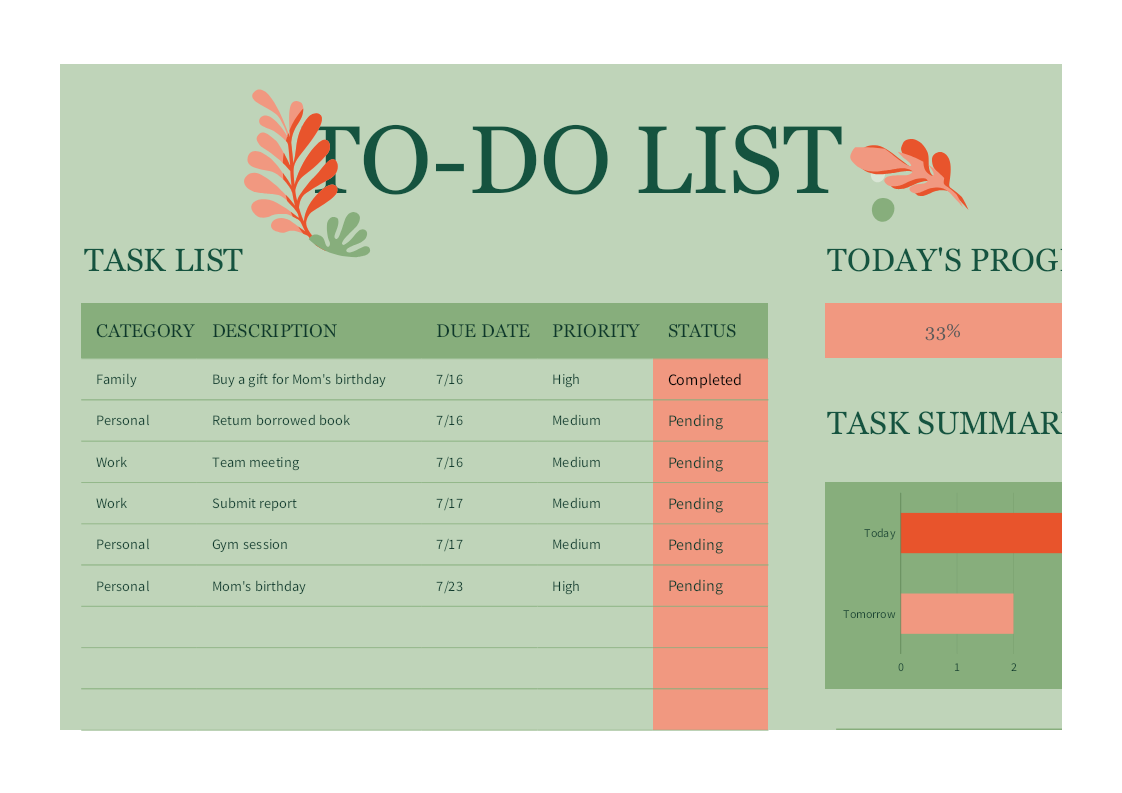 TO-DO LIST
TASK LIST
CATEGORY DESCRIPTION DUE DATE PRIORITY STATUS
Family Buy a gift for Mom's birthday 7/16 High Completed
Personal Return borrowed book 7/16 Medium Pending
Work Team meeting 7/16 Medium Pending
Work Submit report 7/17 Medium Pending
Personal Gym session 7/17 Medium Pending
Personal Mom's birthday 7/23 High Pending
TODAY'S
33%
TASK
Today
Tomorrow
0 1 2